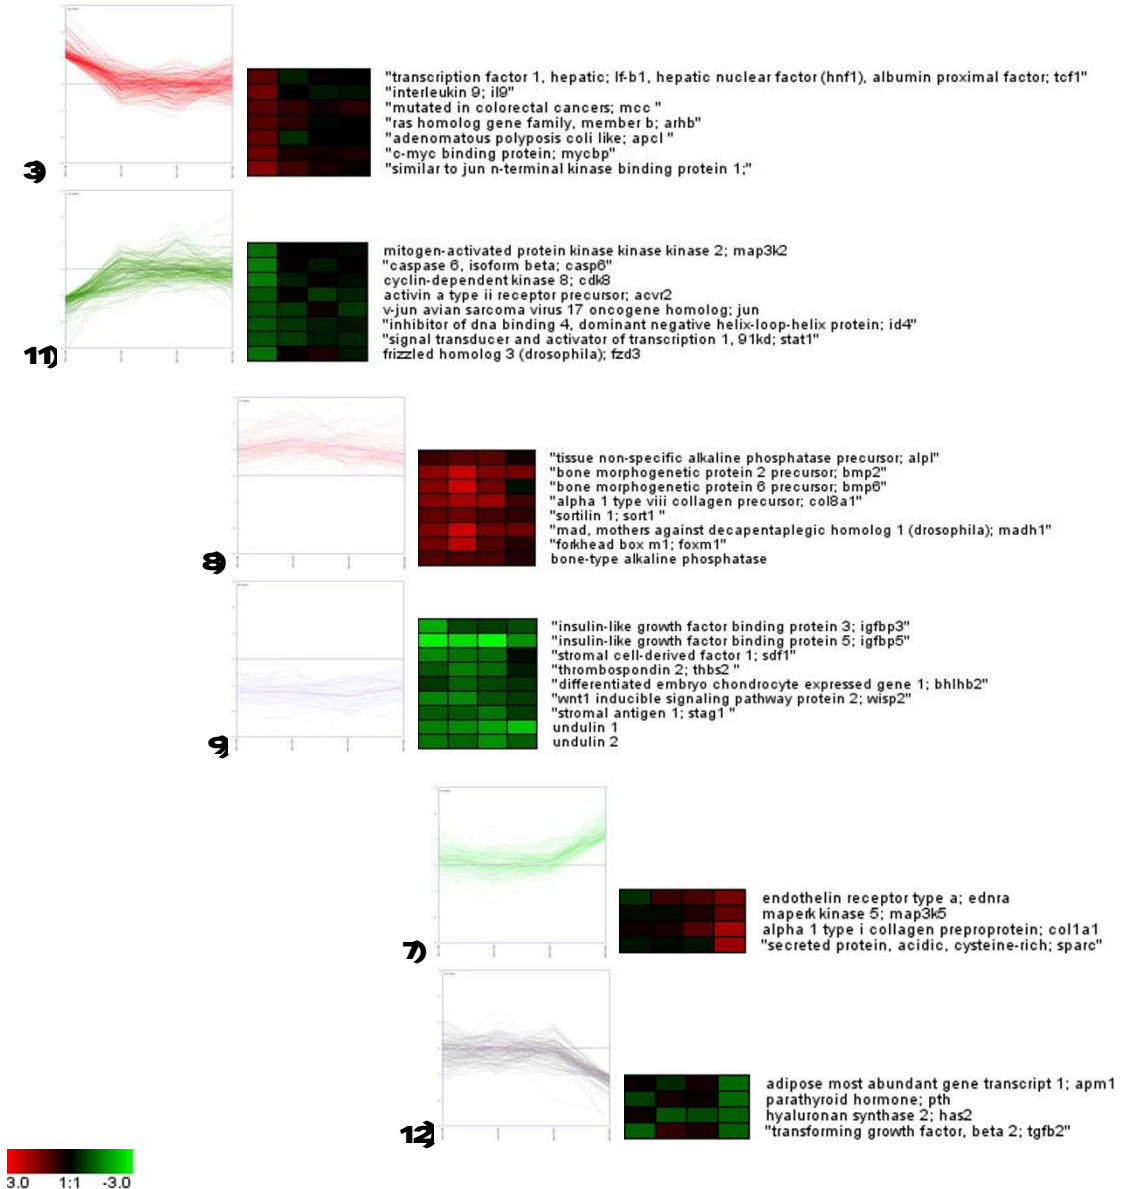 "transcription factor 1, hepatic; lf-b1, hepatic nuclear factor (hnf1), albumin proximal factor; tcf1"
"interleukin 9; il9"
"mutated in colorectal cancers; mcc "
"ras homolog gene family, member b; arhb"
"adenomatous polyposis coli like; apcl "
"c-myc binding protein; mycbp"
"similar to jun n-terminal kinase binding protein 1;"
3)
mitogen-activated protein kinase kinase kinase 2; map3k2
"caspase 6, isoform beta; casp6"
cyclin-dependent kinase 8; cdk8
activin a type ii receptor precursor; acvr2
v-jun avian sarcoma virus 17 oncogene homolog; jun
"inhibitor of dna binding 4, dominant negative helix-loop-helix protein; id4"
"signal transducer and activator of transcription 1, 91kd; stat1"
frizzled homolog 3 (drosophila); fzd3
11)
"tissue non-specific alkaline phosphatase precursor; alpl"
"bone morphogenetic protein 2 precursor; bmp2"
"bone morphogenetic protein 6 precursor; bmp6"
"alpha 1 type viii collagen precursor; col8a1"
"sortilin 1; sort1 "
"mad, mothers against decapentaplegic homolog 1 (drosophila); madh1"
"forkhead box m1; foxm1"
bone-type alkaline phosphatase
8)
"insulin-like growth factor binding protein 3; igfbp3"
"insulin-like growth factor binding protein 5; igfbp5"
"stromal cell-derived factor 1; sdf1"
"thrombospondin 2; thbs2 "
"differentiated embryo chondrocyte expressed gene 1; bhlhb2"
"wnt1 inducible signaling pathway protein 2; wisp2"
"stromal antigen 1; stag1 "
undulin 1
undulin 2
9)
endothelin receptor type a; ednra
maperk kinase 5; map3k5
alpha 1 type i collagen preproprotein; col1a1
"secreted protein, acidic, cysteine-rich; sparc"
7)
adipose most abundant gene transcript 1; apm1
parathyroid hormone; pth
hyaluronan synthase 2; has2
"transforming growth factor, beta 2; tgfb2"
12)
3.0 1:1 -3.0